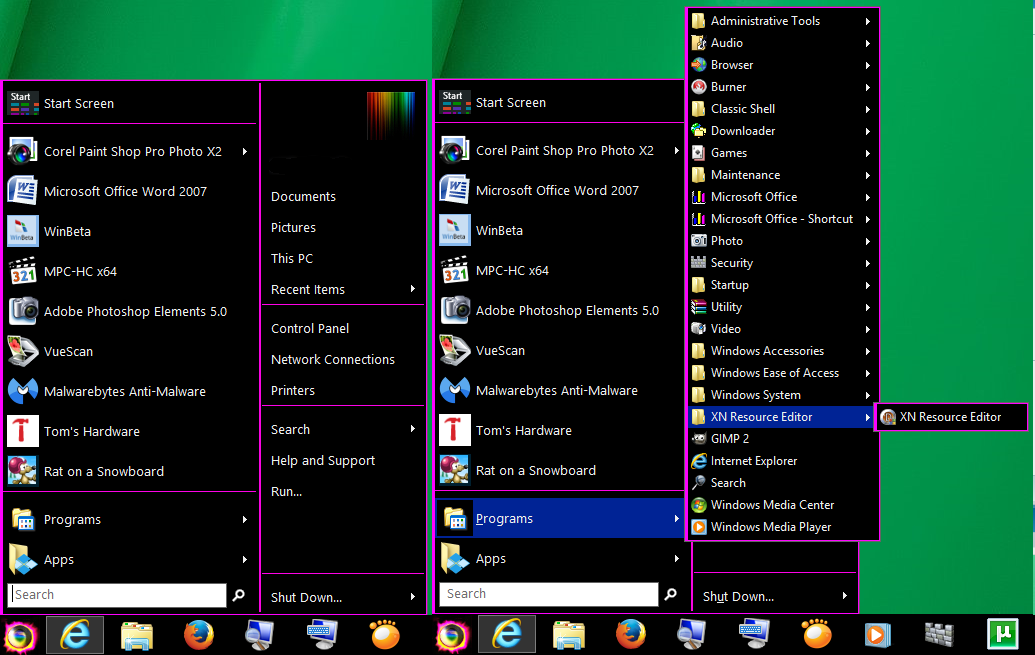 Start
Start Screen
Corel Paint Shop Pro Photo X2
Microsoft Office Word 2007
WinBeta
WinBeta
MPC-HC x64
321
Adobe Photoshop Elements 5.0
VueScan
Malwarebytes Anti-Malware
Tom's Hardware
Rat on a Snowboard
Programs
Apps
Search
Documents
Pictures
This PC
Recent Items
Control Panel
Network Connections
Printers
Search
Help and Support
Run...
Shut Down...
Start
Start Screen
Corel Paint Shop Pro Photo X2
Microsoft Office Word 2007
WinBeta
WinBeta
MPC-HC x64
321
Adobe Photoshop Elements 5.0
VueScan
Malwarebytes Anti-Malware
Tom's Hardware
Rat on a Snowboard
Programs
Apps
Search
Administrative Tools
Audio
Browser
Burner
Classic Shell
Downloader
Games
Maintenance
Microsoft Office
Microsoft Office - Shortcut
Photo
Security
Startup
Utility
Video
Windows Accessories
Windows Ease of Access
Windows System
XN Resource Editor
GIMP 2
Internet Explorer
Search
Windows Media Center
Windows Media Player
XN Resource Editor
Shut Down...